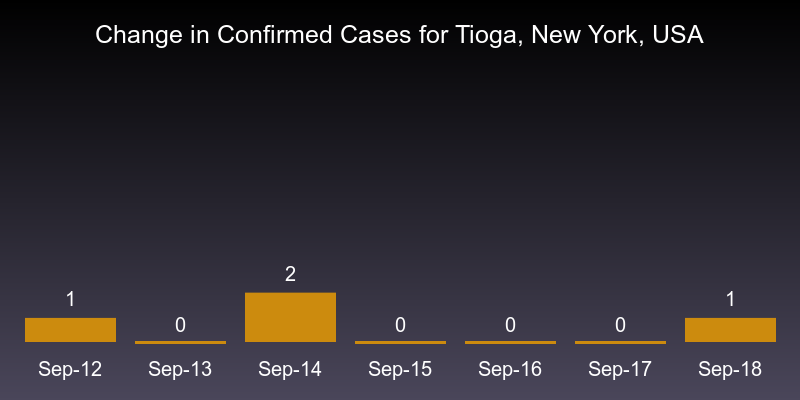 Change in Confirmed Cases for Tioga, New York, USA
2
1
1
0
0
0
0
Sep-12
Sep-13
Sep-14
Sep-15
Sep-16
Sep-17
Sep-18